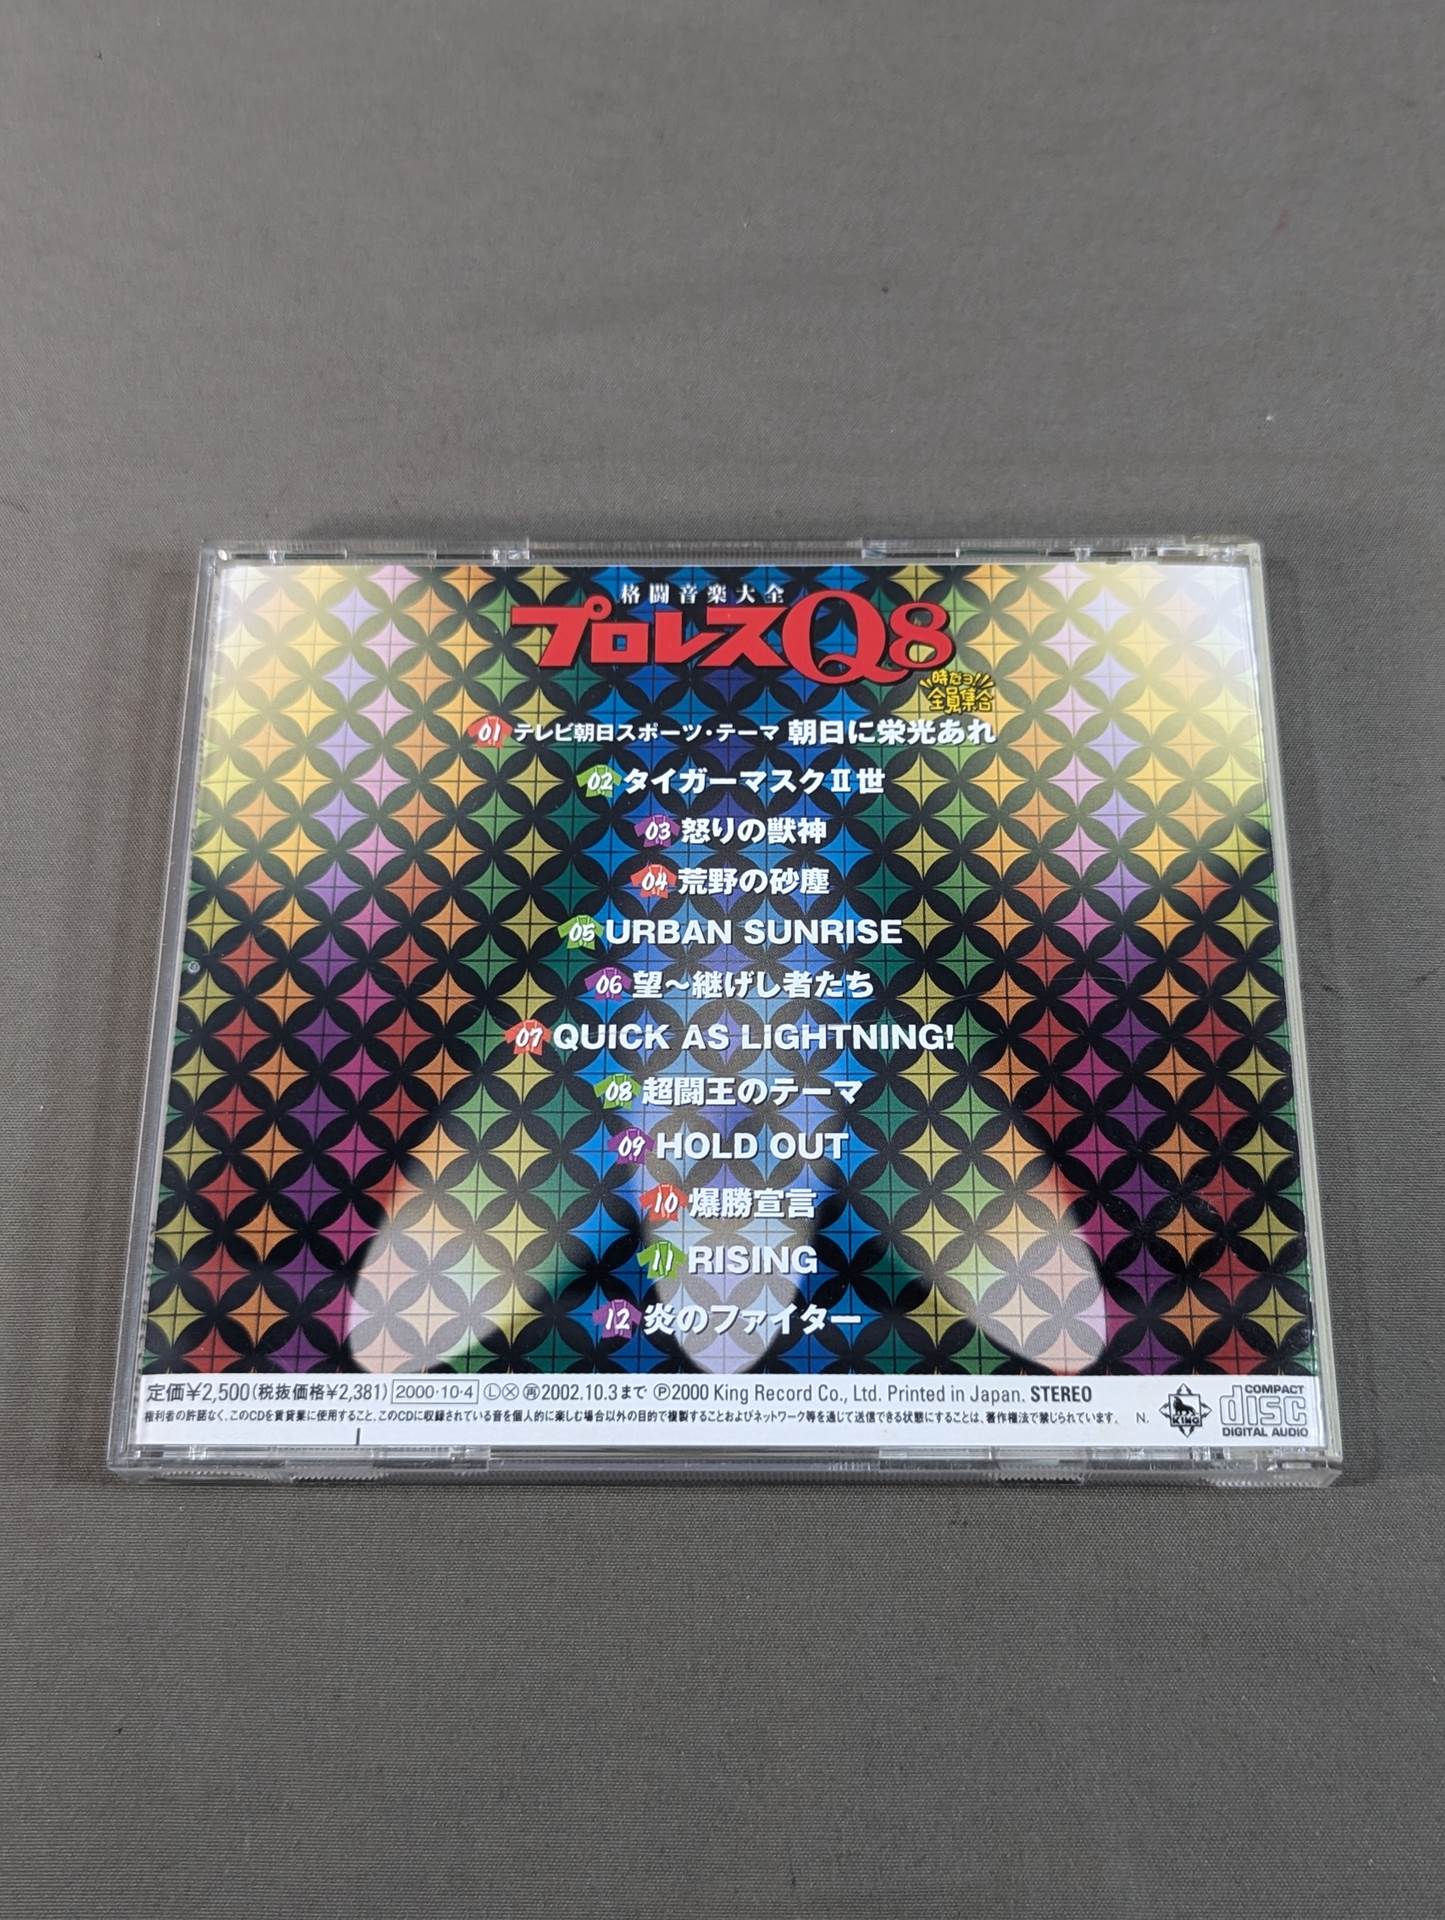 格闘音楽大全
プロレスQ8
時だョ!!
全員集合
01 テレビ朝日スポーツ・テーマ 朝日に栄光あれ
02 タイガーマスクⅡ世
03 怒りの獣神
04 荒野の砂塵
05 URBAN SUNRISE
06 望〜継げし者たち
07 QUICK AS LIGHTNING!
08 超闘王のテーマ
09 HOLD OUT
10 爆勝宣言
11 RISING
12 炎のファイター
定価¥2,500(税抜価格¥2,381) 2000·10·4 Ⓛ Ⓧ 再 2002.10.3まで Ⓟ2000 King Record Co., Ltd. Printed in Japan. STEREO
権利者の許諾なく、このCDを賃貸業に使用すること、このCDに収録されている音を個人的に楽しむ場合以外の目的で複製することおよびネットワーク等を通じて送信できる状態にすることは、著作権法で禁じられています。 N.
KING
COMPACT
disc
DIGITAL AUDIO